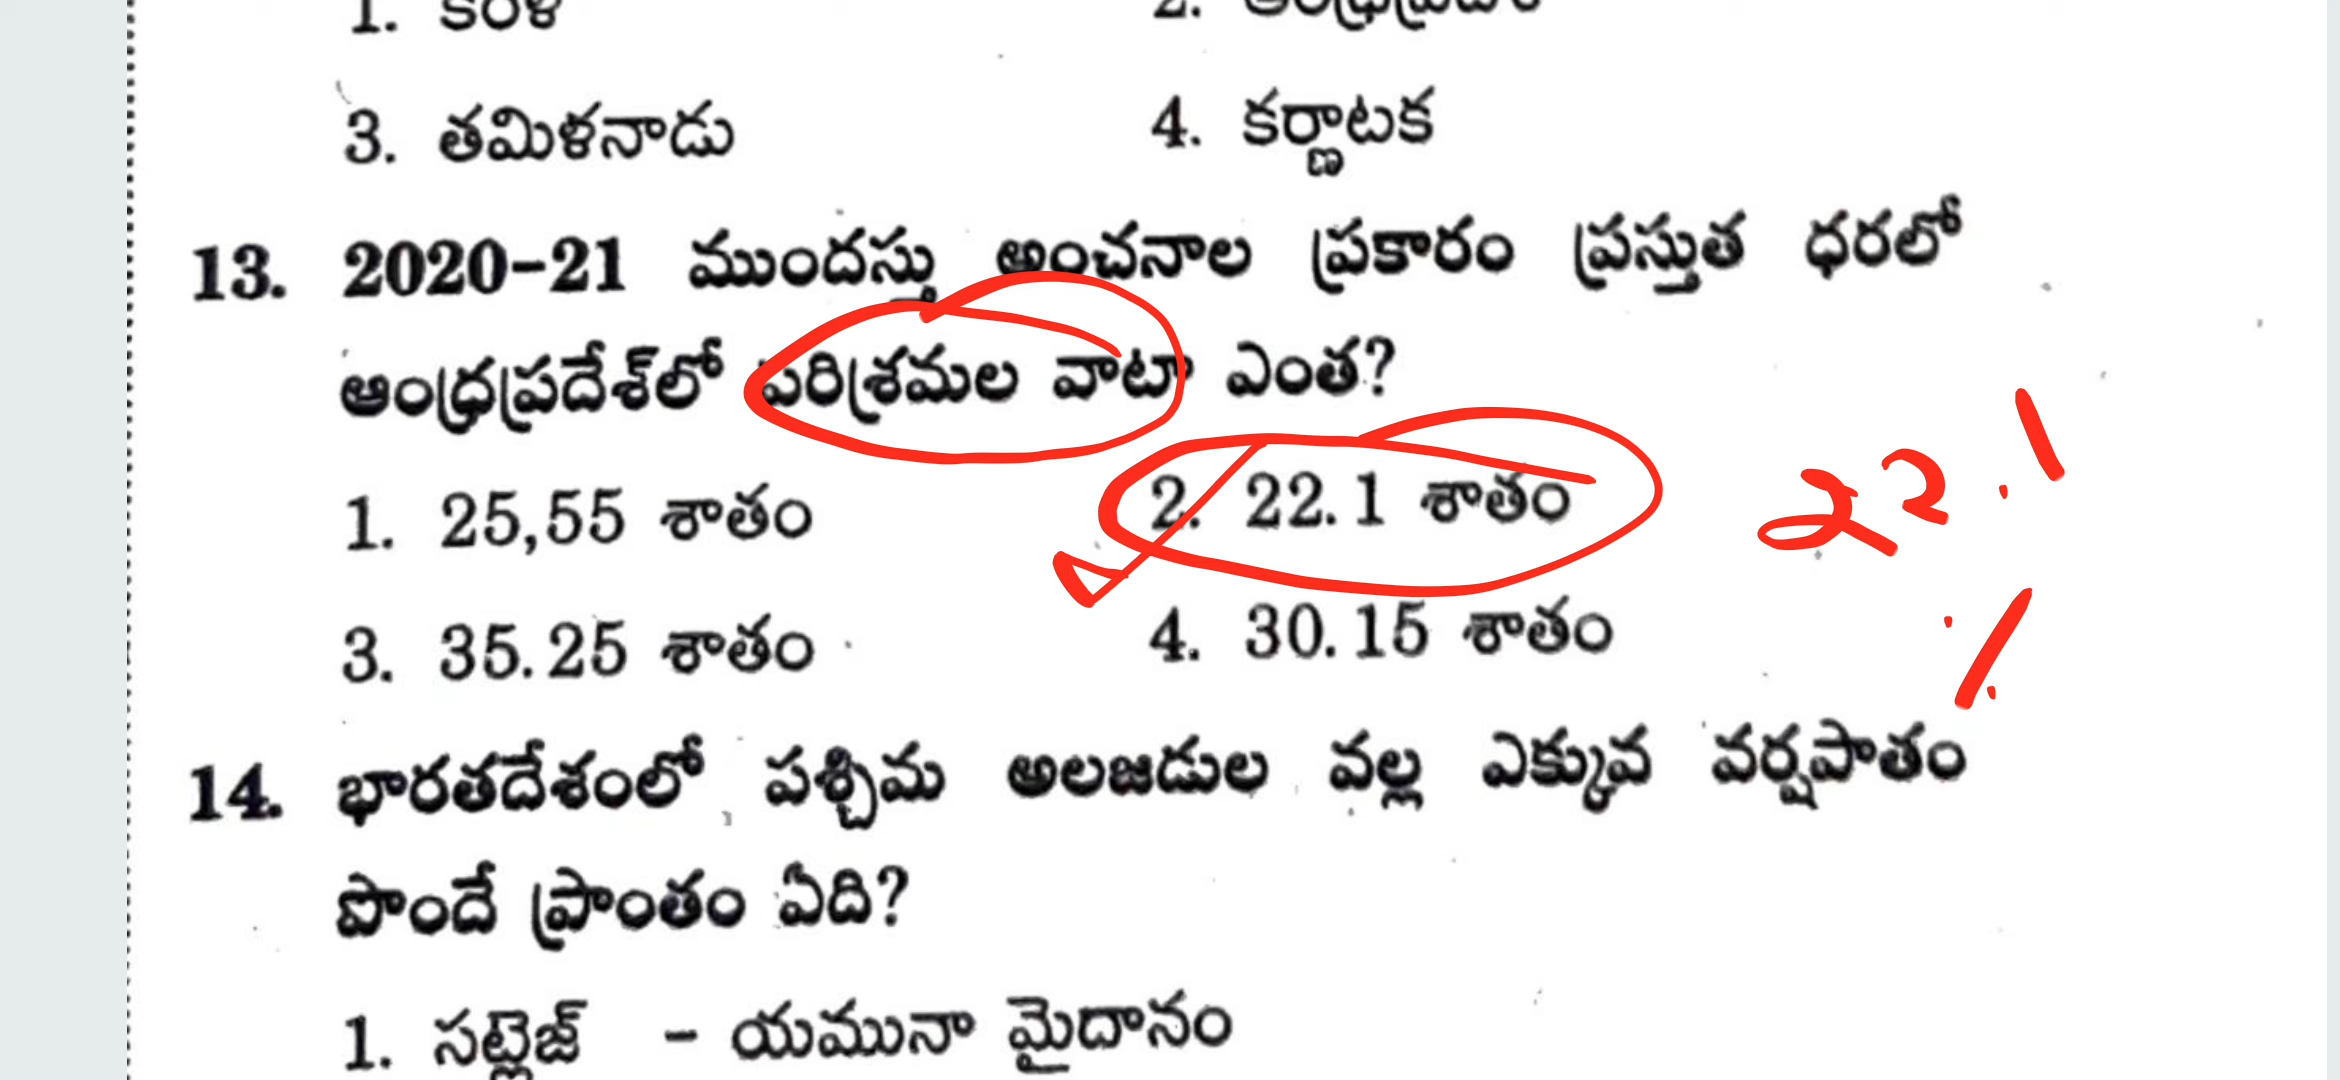 3. తమిళనాడు 4. కర్ణాటక
13. 2020-21 ముందస్తు అంచనాల ప్రకారం ప్రస్తుత ధరలో
ఆంధ్రప్రదేశ్‌లో పరిశ్రమల వాటా ఎంత?
1. 25,55 శాతం 2. 22.1 శాతం
22.1
3. 35.25 శాతం 4. 30.15 శాతం
%
14. భారతదేశంలో పశ్చిమ అలజడుల వల్ల ఎక్కువ వర్షపాతం
పొందే ప్రాంతం ఏది?
1. సట్లెజ్ - యమునా మైదానం